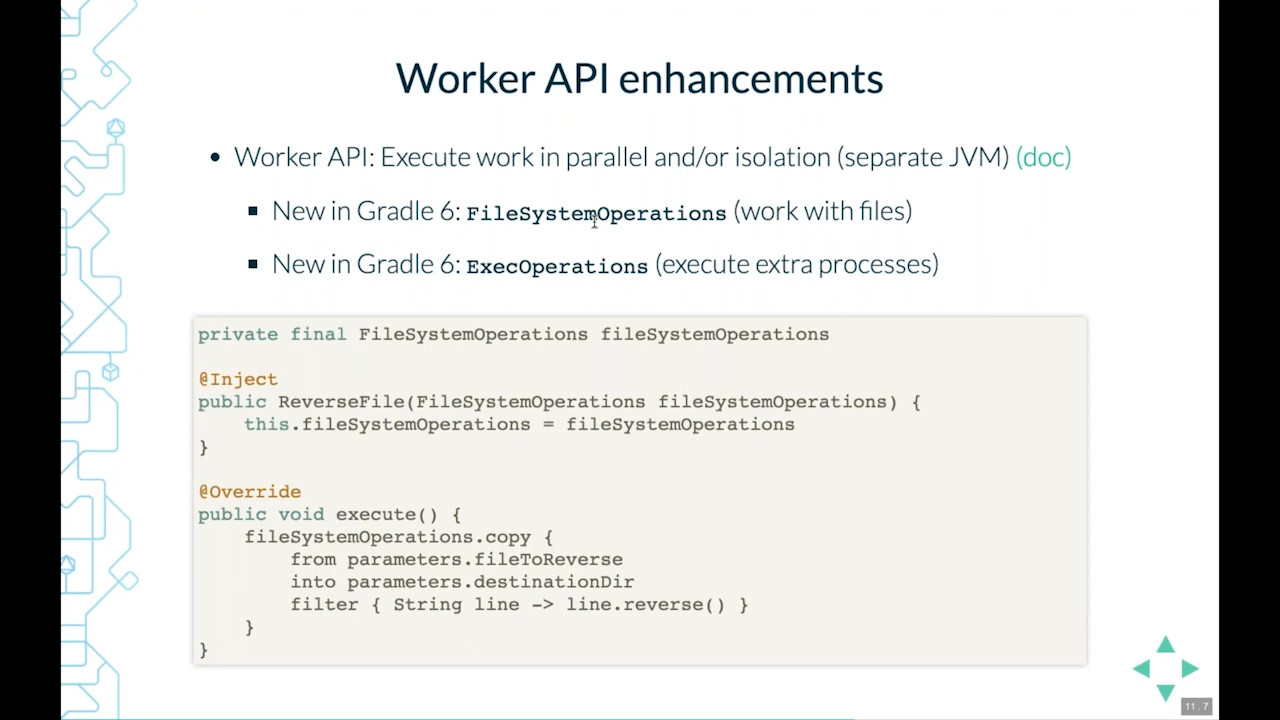 Worker API enhancements
Worker API: Execute work in parallel and/or isolation (separate JVM) (doc)
New in Gradle 6: FileSystemOperations (work with files)
New in Gradle 6: ExecOperations (execute extra processes)
private final FileSystemOperations fileSystemOperations
@Inject
public ReverseFile(FileSystemOperations fileSystemOperations) {
this.fileSystemOperations = fileSystemOperations
}
@Override
public void execute() {
fileSystemOperations.copy {
from parameters.fileToReverse
into parameters.destinationDir
filter { String line -> line.reverse() }
}
}
11.7